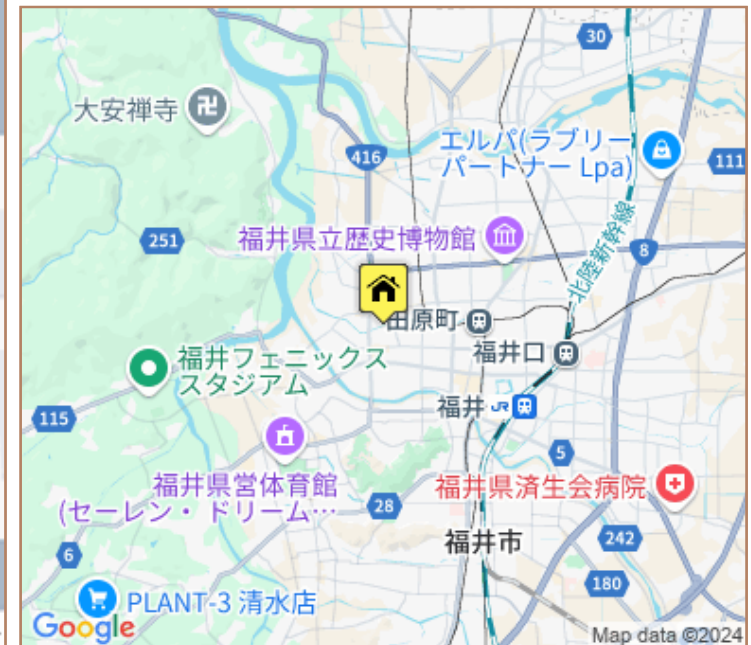 30
大安禅寺
416
エルパ(ラブリー
パートナー Lpa)
111
251
福井県立歴史博物館
8
北陸新幹線
田原町
福井口
福井フェニックス
スタジアム
福井
JR
115
5
福井県営体育館
(セーレン・ドリーム…
28
福井県済生会病院
福井市
242
6
180
PLANT-3 清水店
Google
Map data ©2024